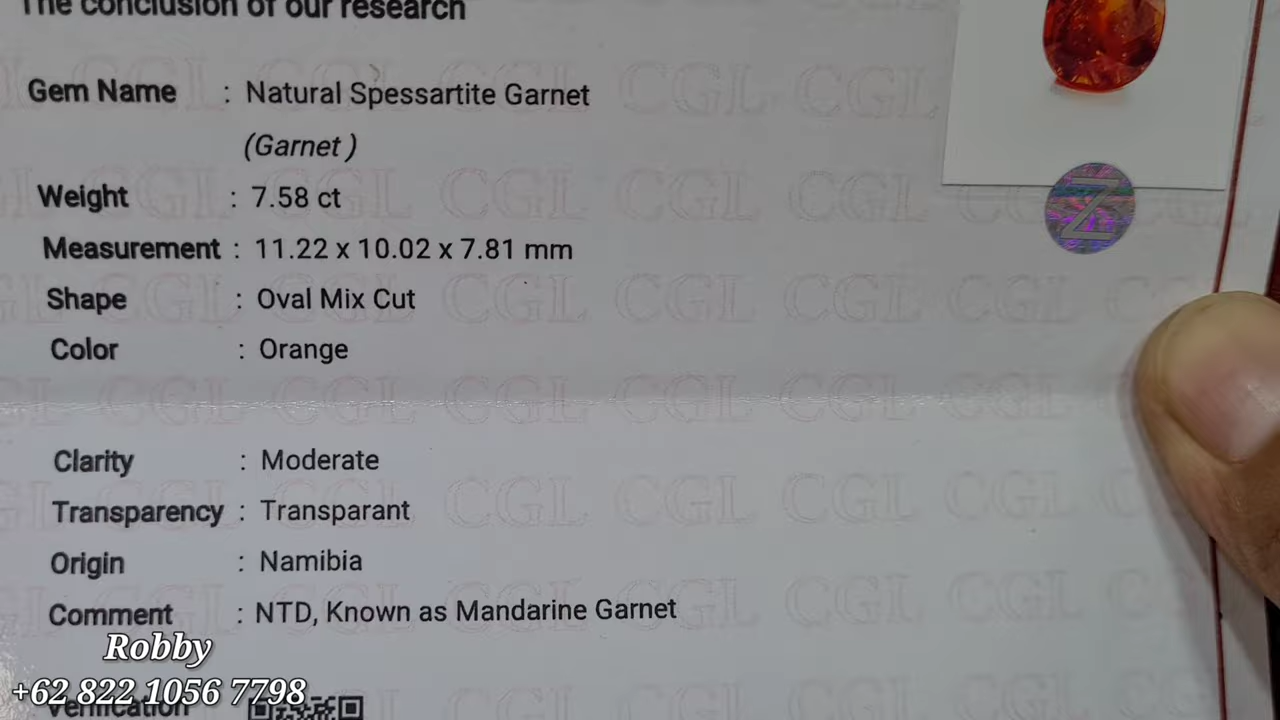 The conclusion of our research
Gem Name : Natural Spessartite Garnet
(Garnet )
Weight : 7.58 ct
Measurement : 11.22 x 10.02 x 7.81 mm
Shape : Oval Mix Cut
Color : Orange
Clarity : Moderate
Transparency : Transparant
Origin : Namibia
Comment : NTD, Known as Mandarine Garnet
Robby
+62 822 1056 7798
Verification
CGL
Z